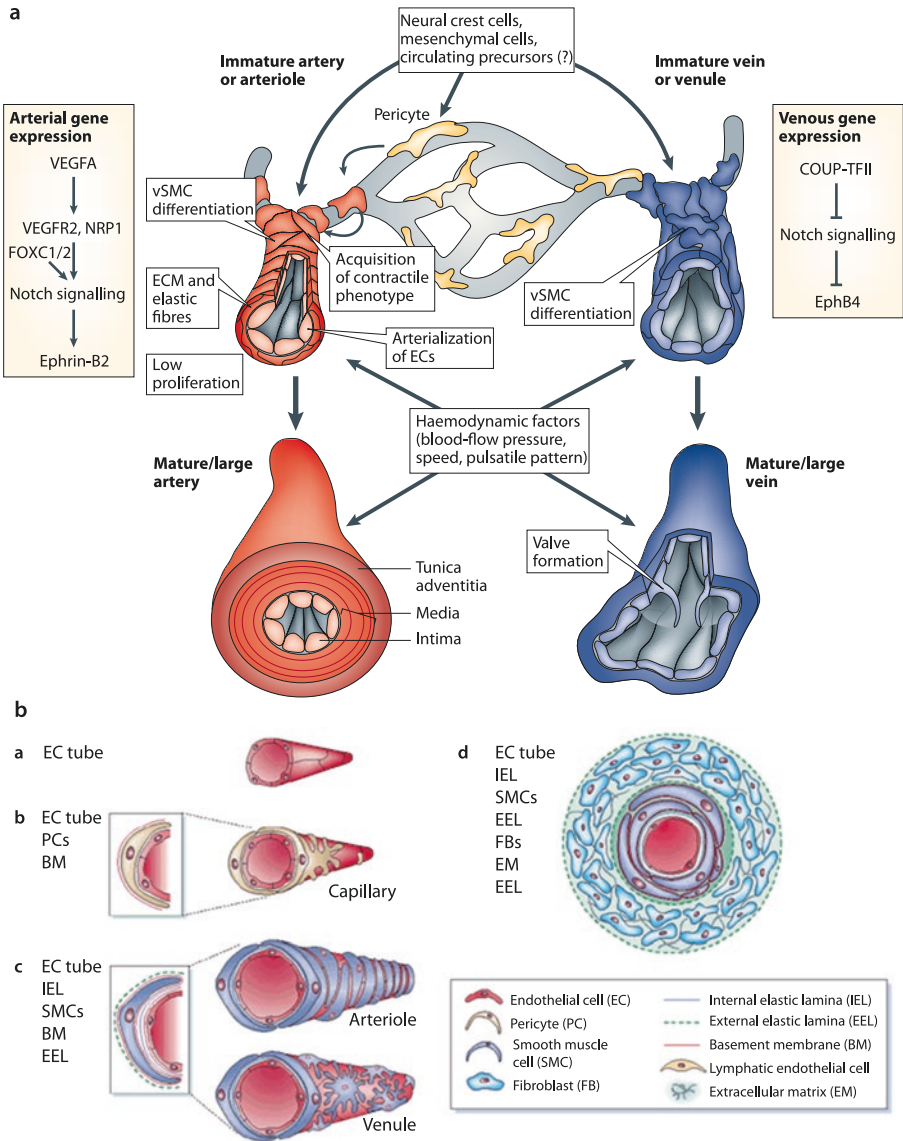 a
Neural crest cells,
mesenchymal cells,
circulating precursors (?)
Immature artery
or arteriole
Immature vein
or venule
Pericyte
Arterial gene
expression
VEGFA
VEGFR2, NRP1
FOXC1/2
Notch signalling
Ephrin-B2
Venous gene
expression
COUP-TFII
Notch signalling
EphB4
vSMC
differentiation
ECM and
elastic
fibres
Low
proliferation
Acquisition
of contractile
phenotype
Arterialization
of ECs
vSMC
differentiation
Haemodynamic factors
(blood-flow pressure,
speed, pulsatile pattern)
Mature/large
artery
Mature/large
vein
Tunica
adventitia
Media
Intima
Valve
formation
b
a EC tube
b EC tube
PCs
BM
Capillary
c EC tube
IEL
SMCs
BM
EEL
Arteriole
Venule
d EC tube
IEL
SMCs
EEL
FBs
EM
EEL
Endothelial cell (EC)
Pericyte (PC)
Smooth muscle
cell (SMC)
Fibroblast (FB)
Internal elastic lamina (IEL)
External elastic lamina (EEL)
Basement membrane (BM)
Lymphatic endothelial cell
Extracellular matrix (EM)